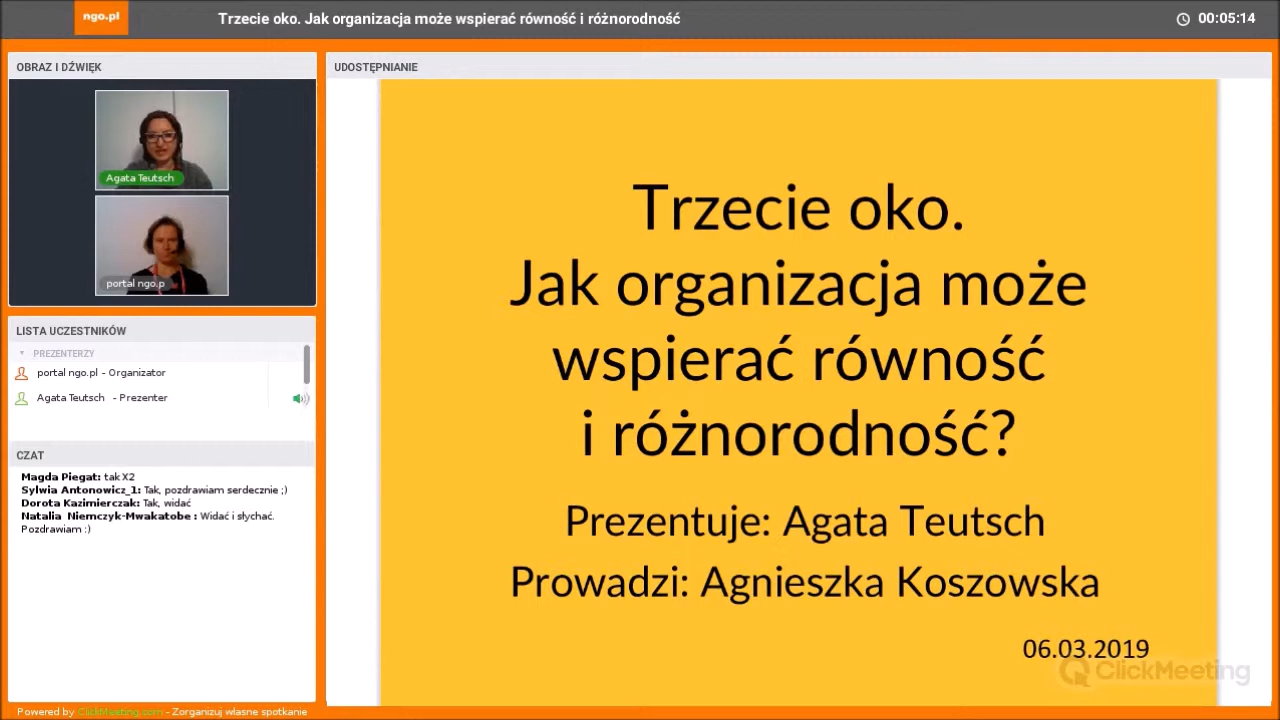 ngo.pl
Trzecie oko. Jak organizacja może wspierać równość i różnorodność
00:05:14
OBRAZ I DŹWIĘK
Agata Teutsch
portal ngo.p
LISTA UCZESTNIKÓW
PREZENTERZY
portal ngo.pl - Organizator
Agata Teutsch - Prezenter
CZAT
Magda Piegat: tak X2
Sylwia Antonowicz_1: Tak, pozdrawiam serdecznie ;)
Dorota Kazimierczak: Tak, widać
Natalia Niemczyk-Mwakatobe : Widać i słychać.
Pozdrawiam :)
Powered by ClickMeeting.com - Zorganizuj własne spotkanie
UDOSTĘPNIANIE
Trzecie oko.
Jak organizacja może
wspierać równość
i różnorodność?
Prezentuje: Agata Teutsch
Prowadzi: Agnieszka Koszowska
06.03.2019
ClickMeeting